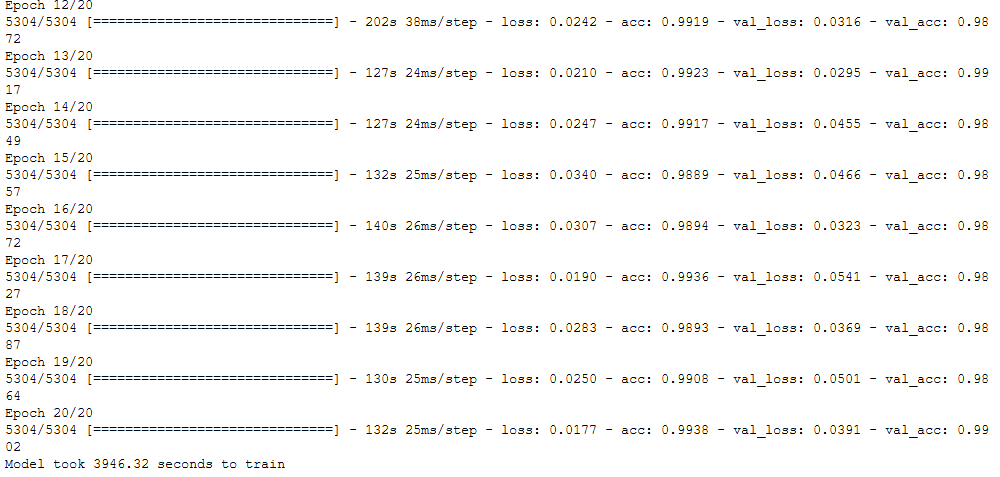 Epoch 12/20
5304/5304 [==============================] - 202s 38ms/step - loss: 0.0242 - acc: 0.9919 - val_loss: 0.0316 - val_acc: 0.98
72
Epoch 13/20
5304/5304 [==============================] - 127s 24ms/step - loss: 0.0210 - acc: 0.9923 - val_loss: 0.0295 - val_acc: 0.99
17
Epoch 14/20
5304/5304 [==============================] - 127s 24ms/step - loss: 0.0247 - acc: 0.9917 - val_loss: 0.0455 - val_acc: 0.98
49
Epoch 15/20
5304/5304 [==============================] - 132s 25ms/step - loss: 0.0340 - acc: 0.9889 - val_loss: 0.0466 - val_acc: 0.98
57
Epoch 16/20
5304/5304 [==============================] - 140s 26ms/step - loss: 0.0307 - acc: 0.9894 - val_loss: 0.0323 - val_acc: 0.98
72
Epoch 17/20
5304/5304 [==============================] - 139s 26ms/step - loss: 0.0190 - acc: 0.9936 - val_loss: 0.0541 - val_acc: 0.98
27
Epoch 18/20
5304/5304 [==============================] - 139s 26ms/step - loss: 0.0283 - acc: 0.9893 - val_loss: 0.0369 - val_acc: 0.98
87
Epoch 19/20
5304/5304 [==============================] - 130s 25ms/step - loss: 0.0250 - acc: 0.9908 - val_loss: 0.0501 - val_acc: 0.98
64
Epoch 20/20
5304/5304 [==============================] - 132s 25ms/step - loss: 0.0177 - acc: 0.9938 - val_loss: 0.0391 - val_acc: 0.99
02
Model took 3946.32 seconds to train